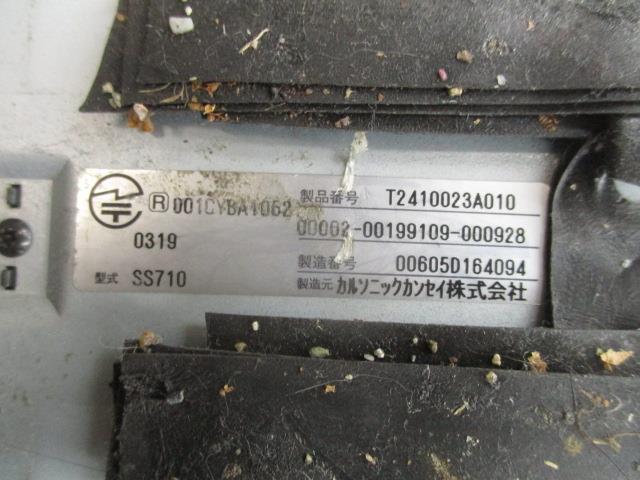 R 001CYBA1062
0319
型式 SS710
製品番号 T2410023A010
00002-00199109-000928
製造番号 00605D164094
製造元 カルソニックカンセイ株式会社